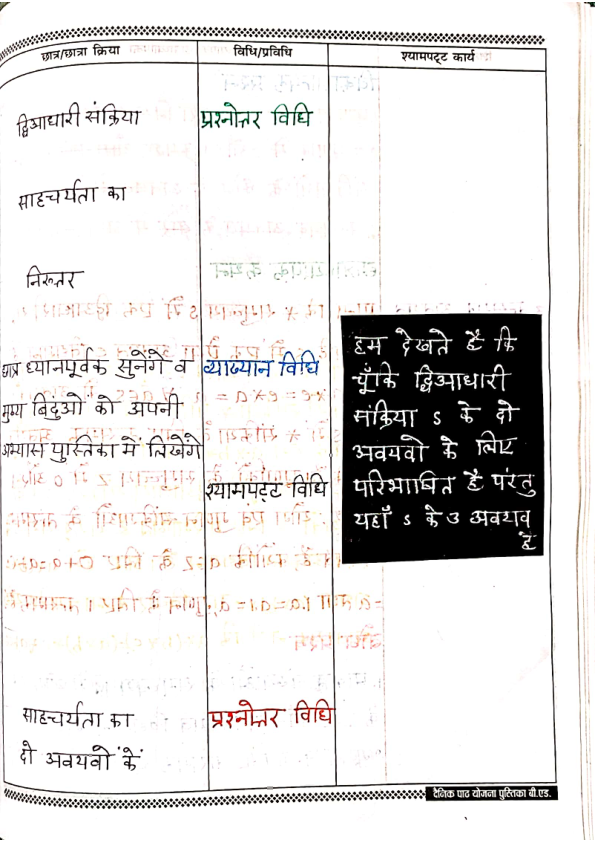 छात्र/छात्रा क्रिया विधि/प्रविधि श्यामपट्ट कार्य
द्विआधारी संक्रिया प्रश्नोत्तर विधि
साहचर्यता का
निरूत्तर
छात्र ध्यानपूर्वक सुनेंगे व व्याख्यान विधि
मुख्य बिंदुओं को अपनी
अभ्यास पुस्तिका में लिखेंगे
श्यामपट्ट विधि
हम देखते है कि
चूँकि द्विआधारी
संक्रिया s के दो
अवयवो के लिए
परिभाषित है परंतु
यहाँ s के 3 अवयव
है
साहचर्यता का प्रश्नोत्तर विधि
दो अवयवों कें
दैनिक पाठ योजना पुस्तिका बी.एड.